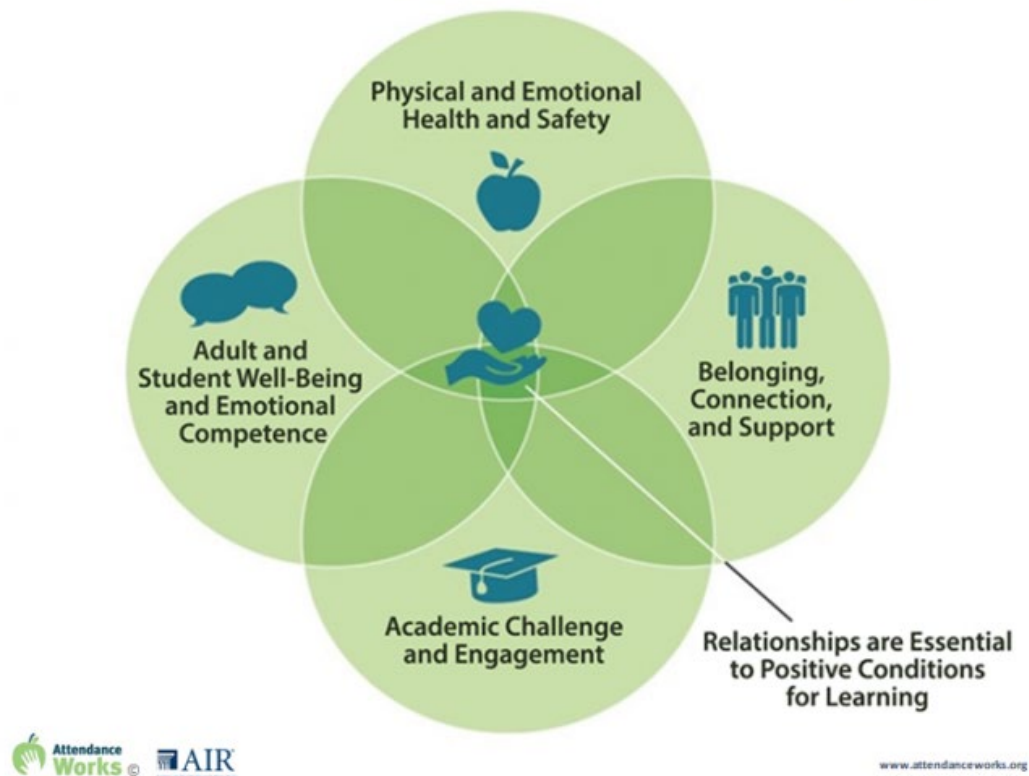 Physical and Emotional
Health and Safety
Adult and
Student Well-Being
and Emotional
Competence
Belonging,
Connection,
and Support
Academic Challenge
and Engagement
Relationships are Essential
to Positive Conditions
for Learning
Attendance
Works ©
AIR
www.attendanceworks.org